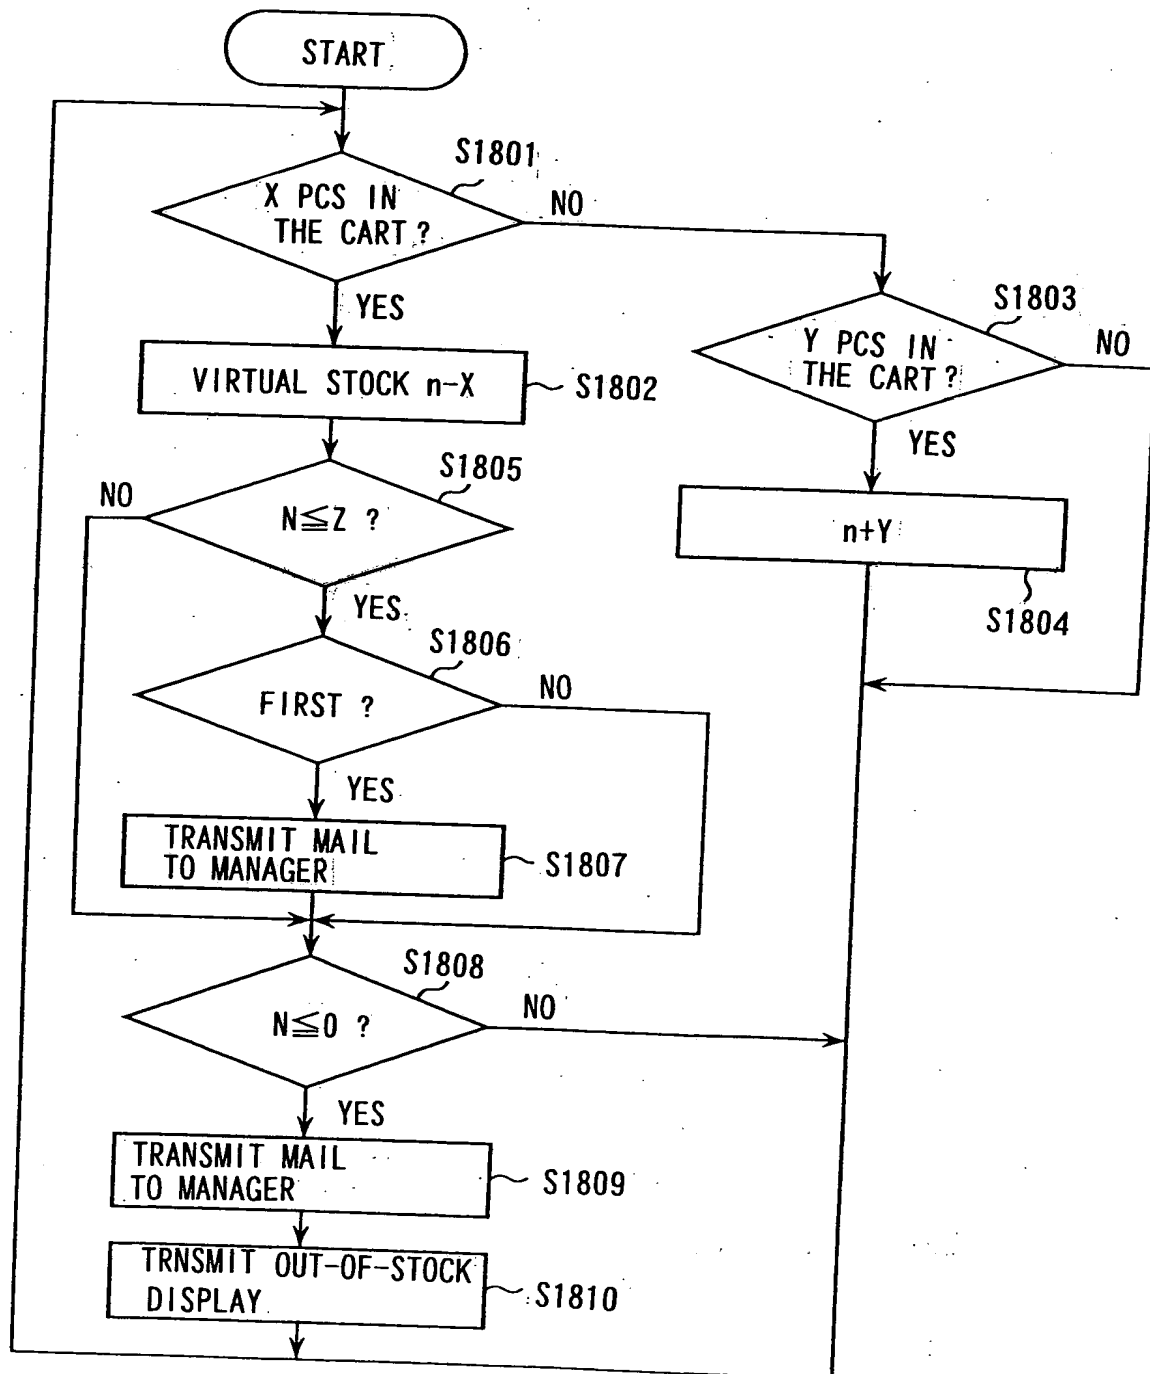 START
S1801
X PCS IN
THE CART ?
NO
YES
S1803
Y PCS IN
THE CART ?
NO
YES
VIRTUAL STOCK n-X
S1802
S1805
NO
N≦Z ?
YES
n+Y
S1804
S1806
FIRST ?
NO
YES
TRANSMIT MAIL
TO MANAGER
S1807
S1808
N≦0 ?
NO
YES
TRANSMIT MAIL
TO MANAGER
S1809
TRNSMIT OUT-OF-STOCK
DISPLAY
S1810